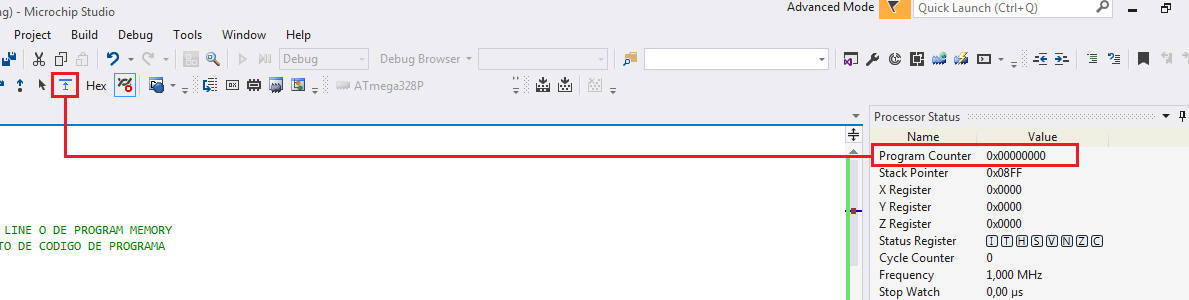 ng) - Microchip Studio
Advanced Mode
Quick Launch (Ctrl+Q)
Project Build Debug Tools Window Help
Debug
Debug Browser
Hex
ATmega328P
Processor Status
Name Value
Program Counter 0x00000000
Stack Pointer 0x08FF
X Register 0x0000
Y Register 0x0000
Z Register 0x0000
Status Register I T H S V N Z C
Cycle Counter 0
Frequency 1,000 MHz
Stop Watch 0,00 µs
LINE 0 DE PROGRAM MEMORY
TO DE CODIGO DE PROGRAMA